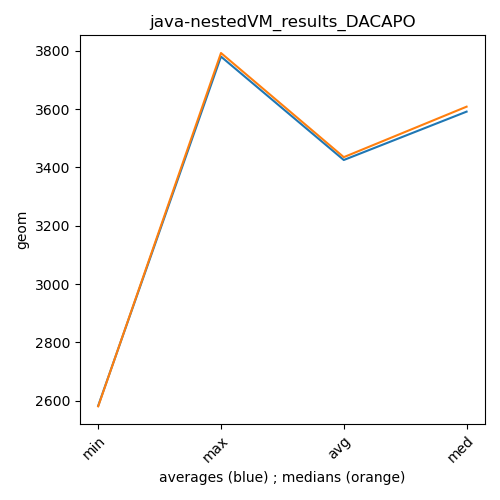 java-nestedVM_results_DACAPO
3800
3600
3400
3200
3000
2800
2600
geom
min
max
avg
med
averages (blue) ; medians (orange)